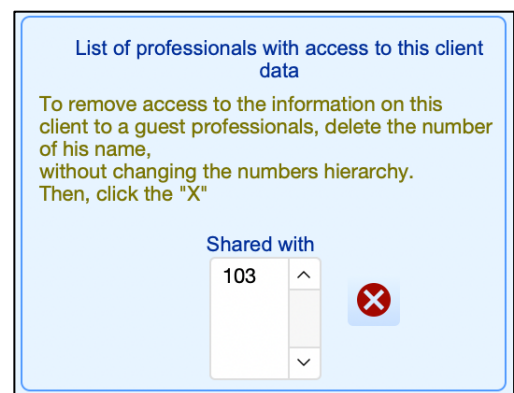 List of professionals with access to this client
data
To remove access to the information on this
client to a guest professionals, delete the number
of his name,
without changing the numbers hierarchy.
Then, click the "X"
Shared with
103